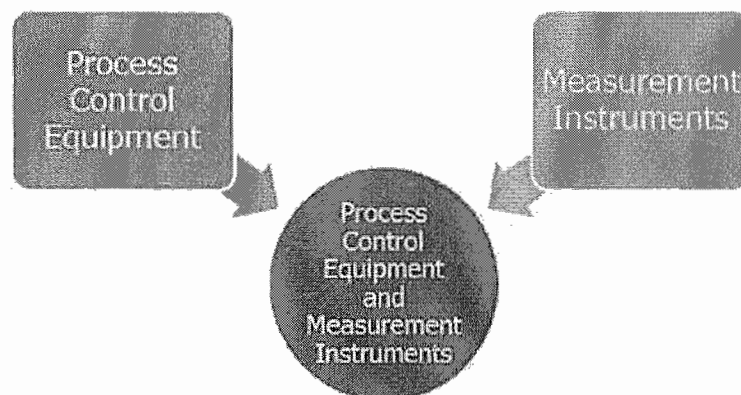 Process
Control
Equipment
Measurement
Instruments
Process
Control
Equipment
and
Measurement
Instruments